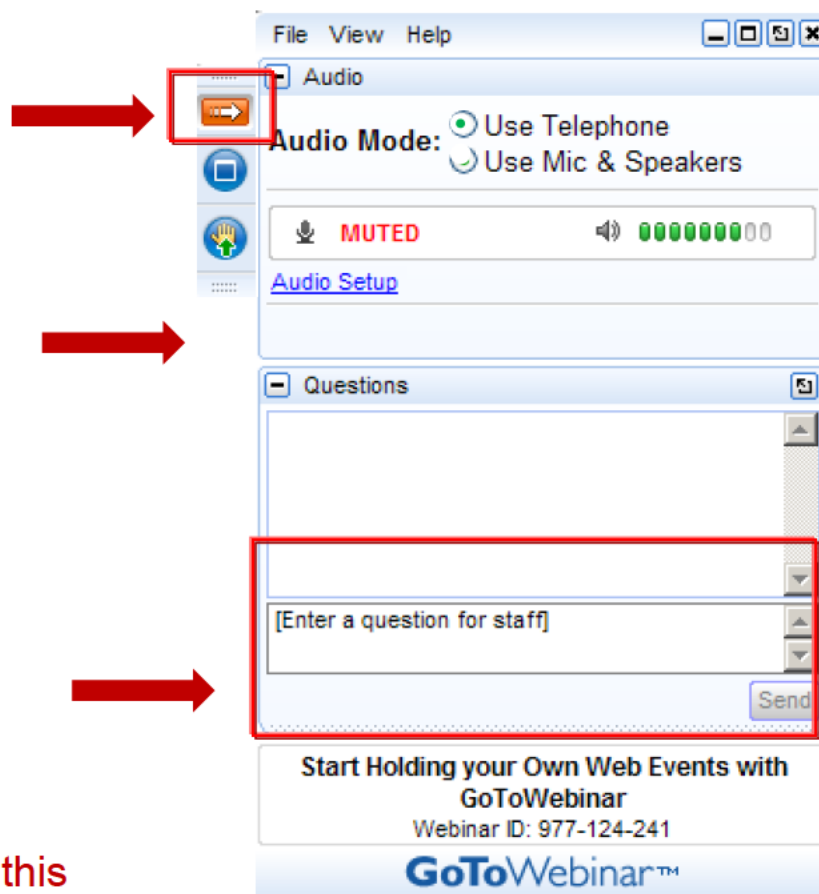 File View Help
Audio
Audio Mode: Use Telephone
Use Mic & Speakers
MUTED
Audio Setup
Questions
[Enter a question for staff]
Send
Start Holding your Own Web Events with
GoToWebinar
Webinar ID: 977-124-241
this
GoToWebinar™